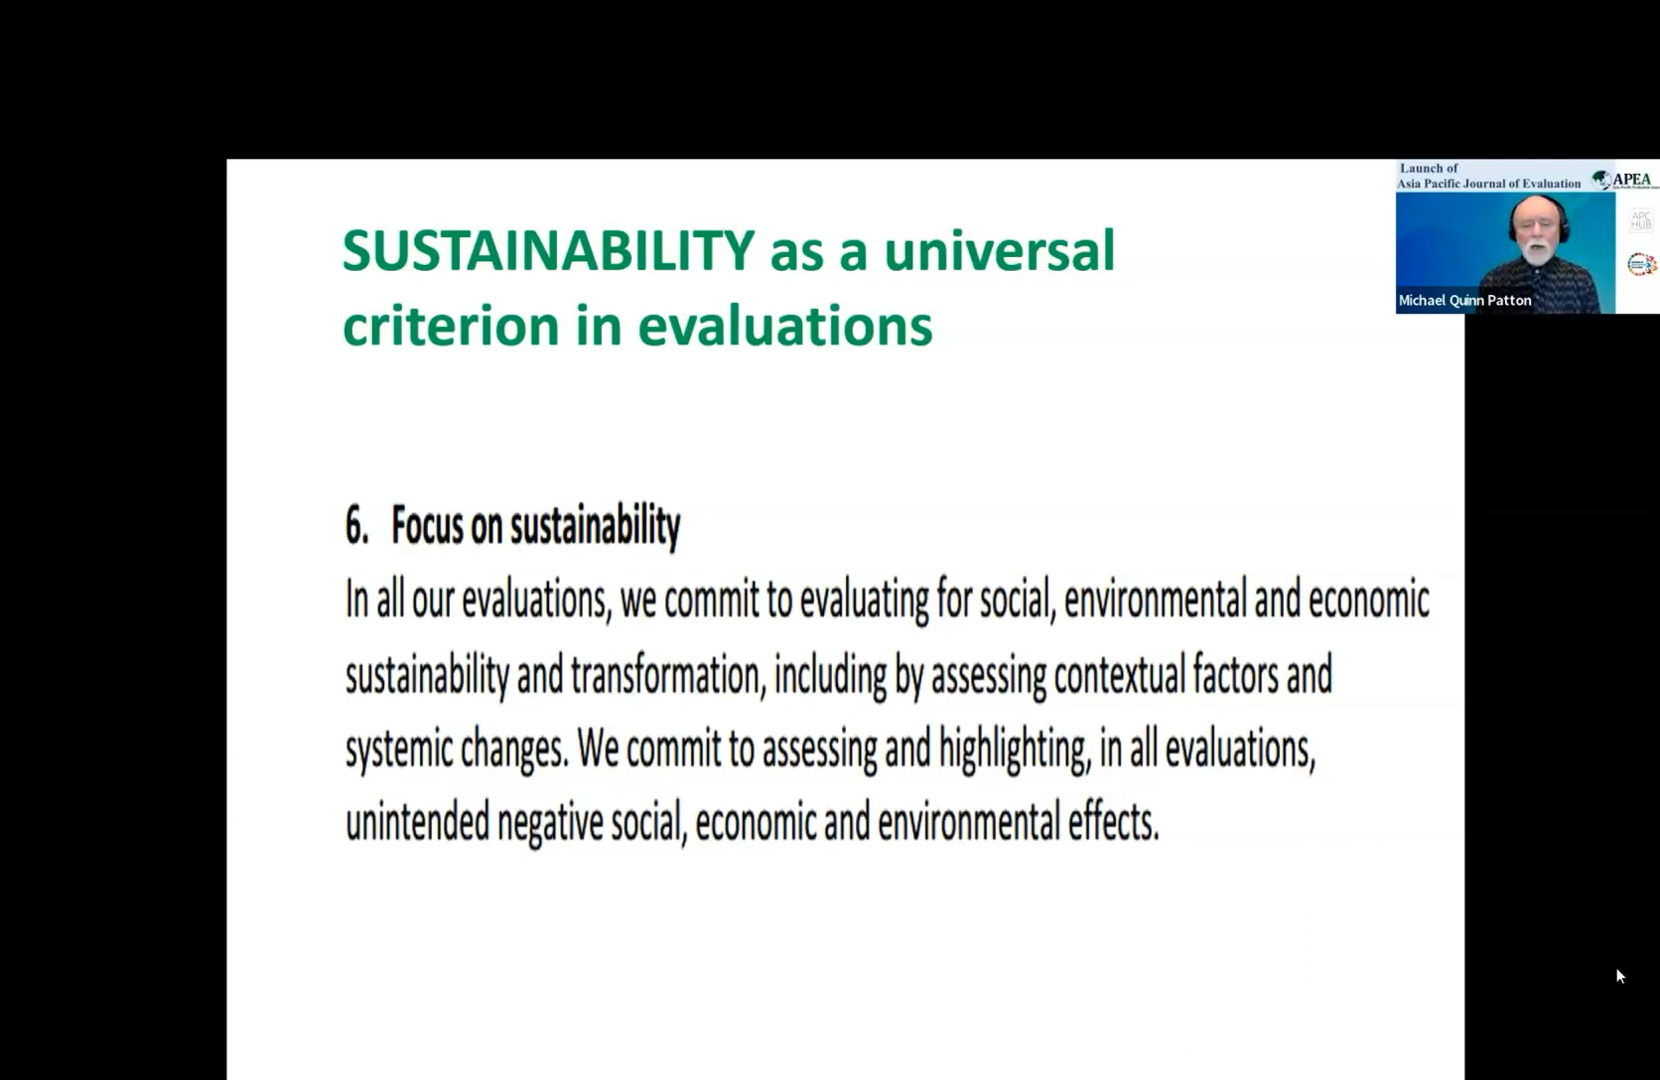 Launch of
Asia Pacific Journal of Evaluation
APEA
APC
HUB
Michael Quinn Patton
SUSTAINABILITY as a universal
criterion in evaluations
6. Focus on sustainability
In all our evaluations, we commit to evaluating for social, environmental and economic
sustainability and transformation, including by assessing contextual factors and
systemic changes. We commit to assessing and highlighting, in all evaluations,
unintended negative social, economic and environmental effects.